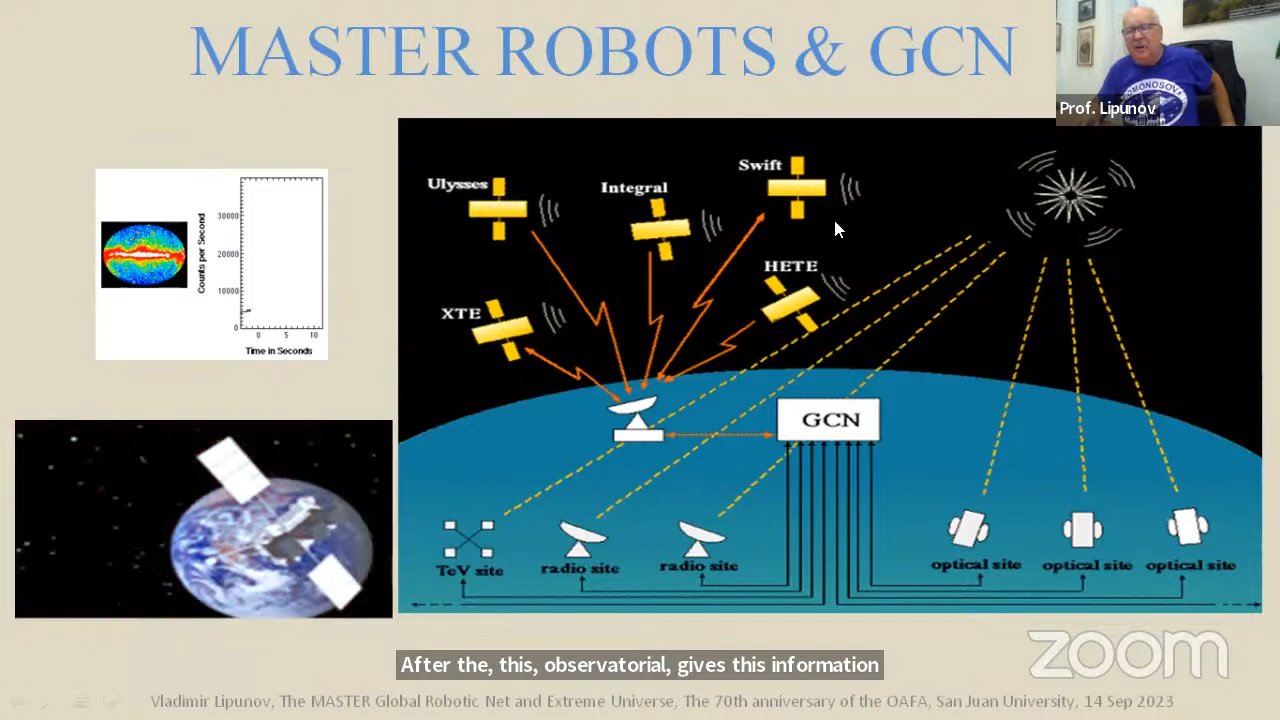 MASTER ROBOTS & GCN
Prof. Lipunov
Ulysses
Integral
Swift
XTE
HETE
GCN
TeV site
radio site
radio site
optical site
optical site
optical site
Counts per Second
30000
20000
10000
0
0 5 10
Time in Seconds
After the, this, observatorial, gives this information
zoom
Vladimir Lipunov, The MASTER Global Robotic Net and Extreme Universe, The 70th anniversary of the OAFA, San Juan University, 14 Sep 2023